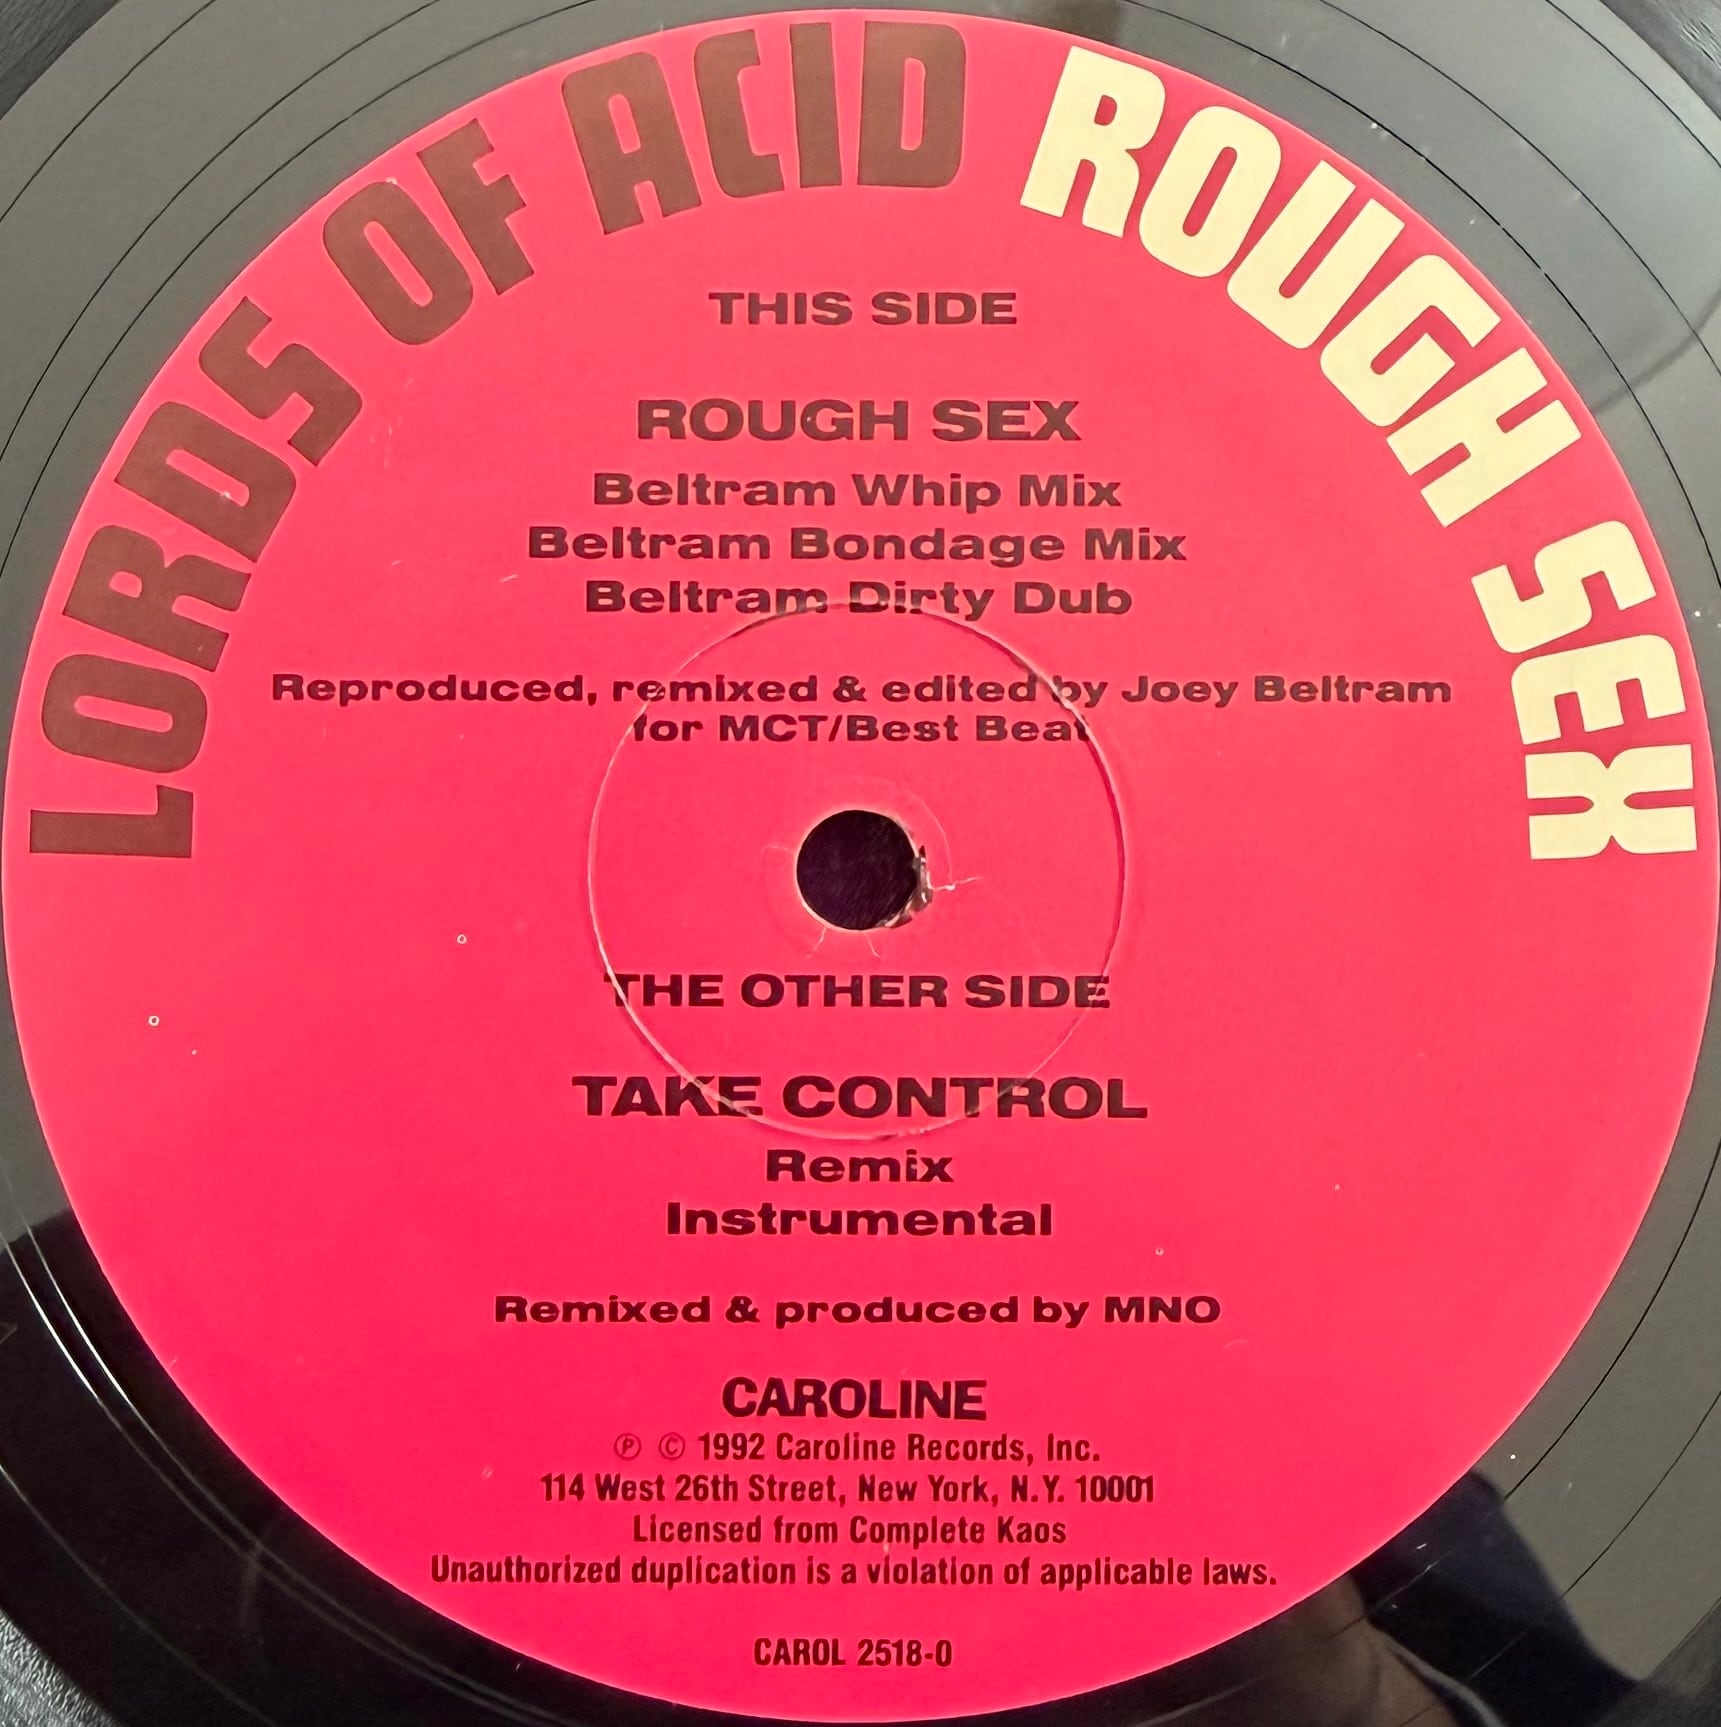 LORDS OF ACID ROUGH SEX
THIS SIDE
ROUGH SEX
Beltram Whip Mix
Beltram Bondage Mix
Beltram Dirty Dub
Reproduced, remixed & edited by Joey Beltram
for MCT/Best Beat
THE OTHER SIDE
TAKE CONTROL
Remix
Instrumental
Remixed & produced by MNO
CAROLINE
℗ © 1992 Caroline Records, Inc.
114 West 26th Street, New York, N.Y. 10001
Licensed from Complete Kaos
Unauthorized duplication is a violation of applicable laws.
CAROL 2518-0